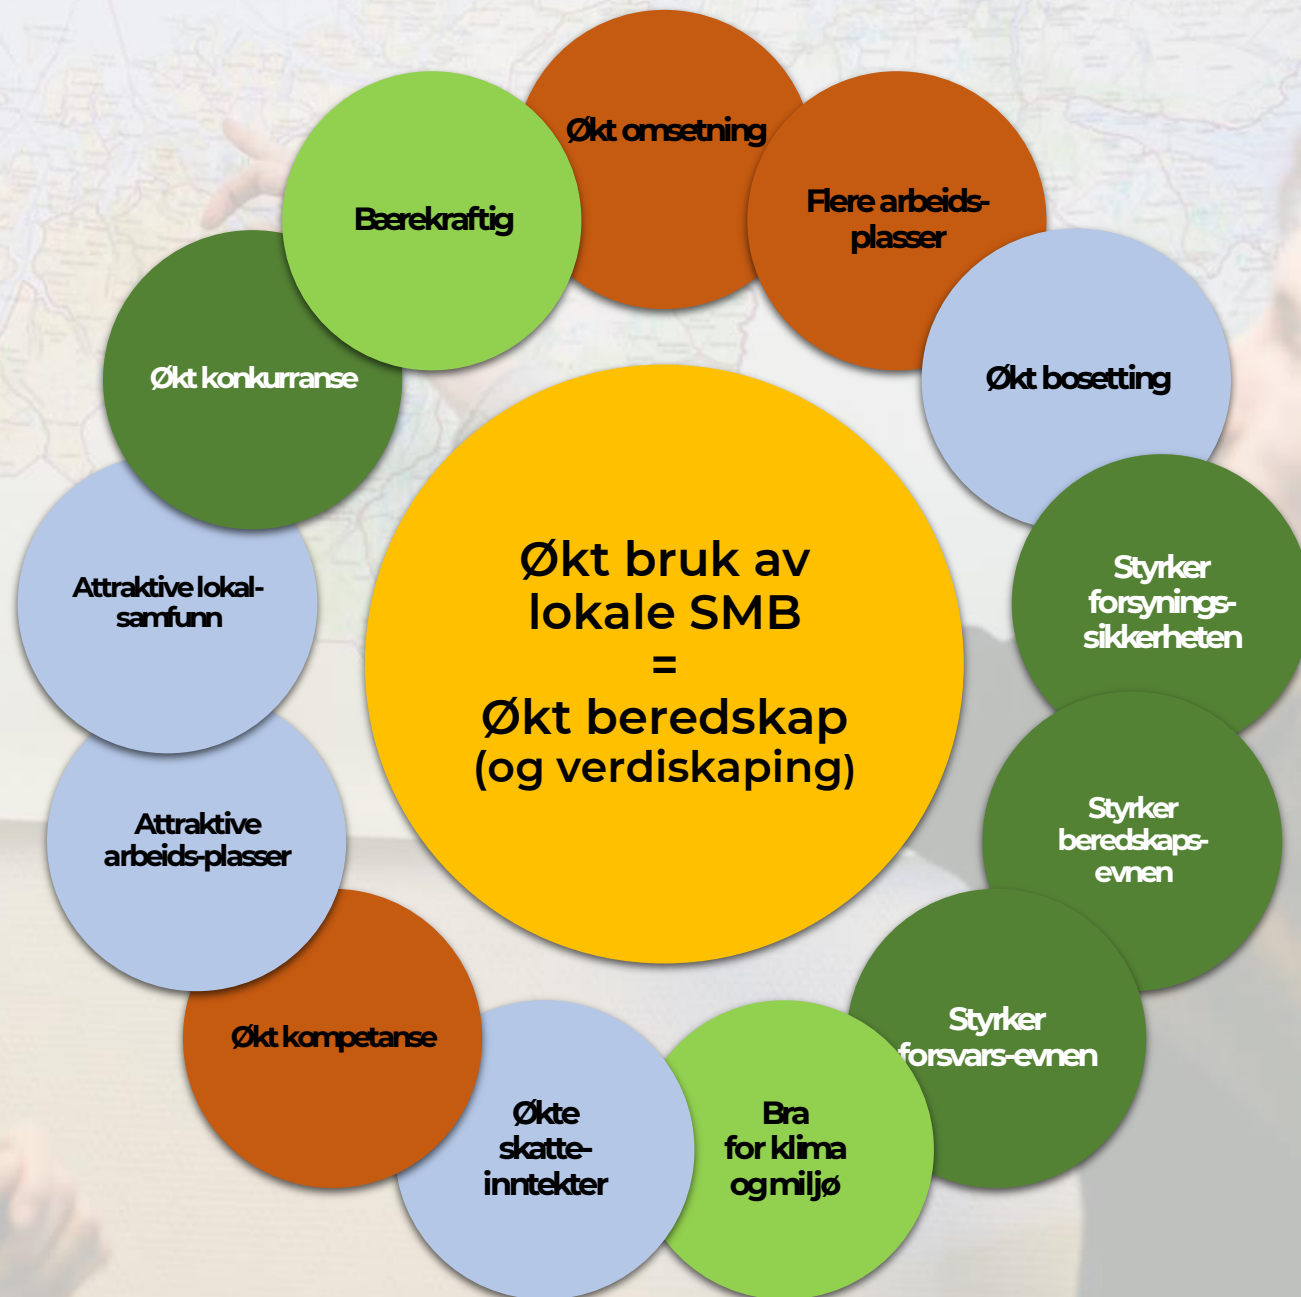 Økt omsetning
Flere arbeids-
plasser
Økt bosetting
Styrker
forsynings-
sikkerheten
Styrker
beredskaps-
evnen
Styrker
forsvars-evnen
Bra
for klima
og miljø
Økte
skatte-
inntekter
Økt kompetanse
Attraktive
arbeids-plasser
Attraktive lokal-
samfunn
Økt konkurranse
Bærekraftig
Økt bruk av
lokale SMB
=
Økt beredskap
(og verdiskaping)